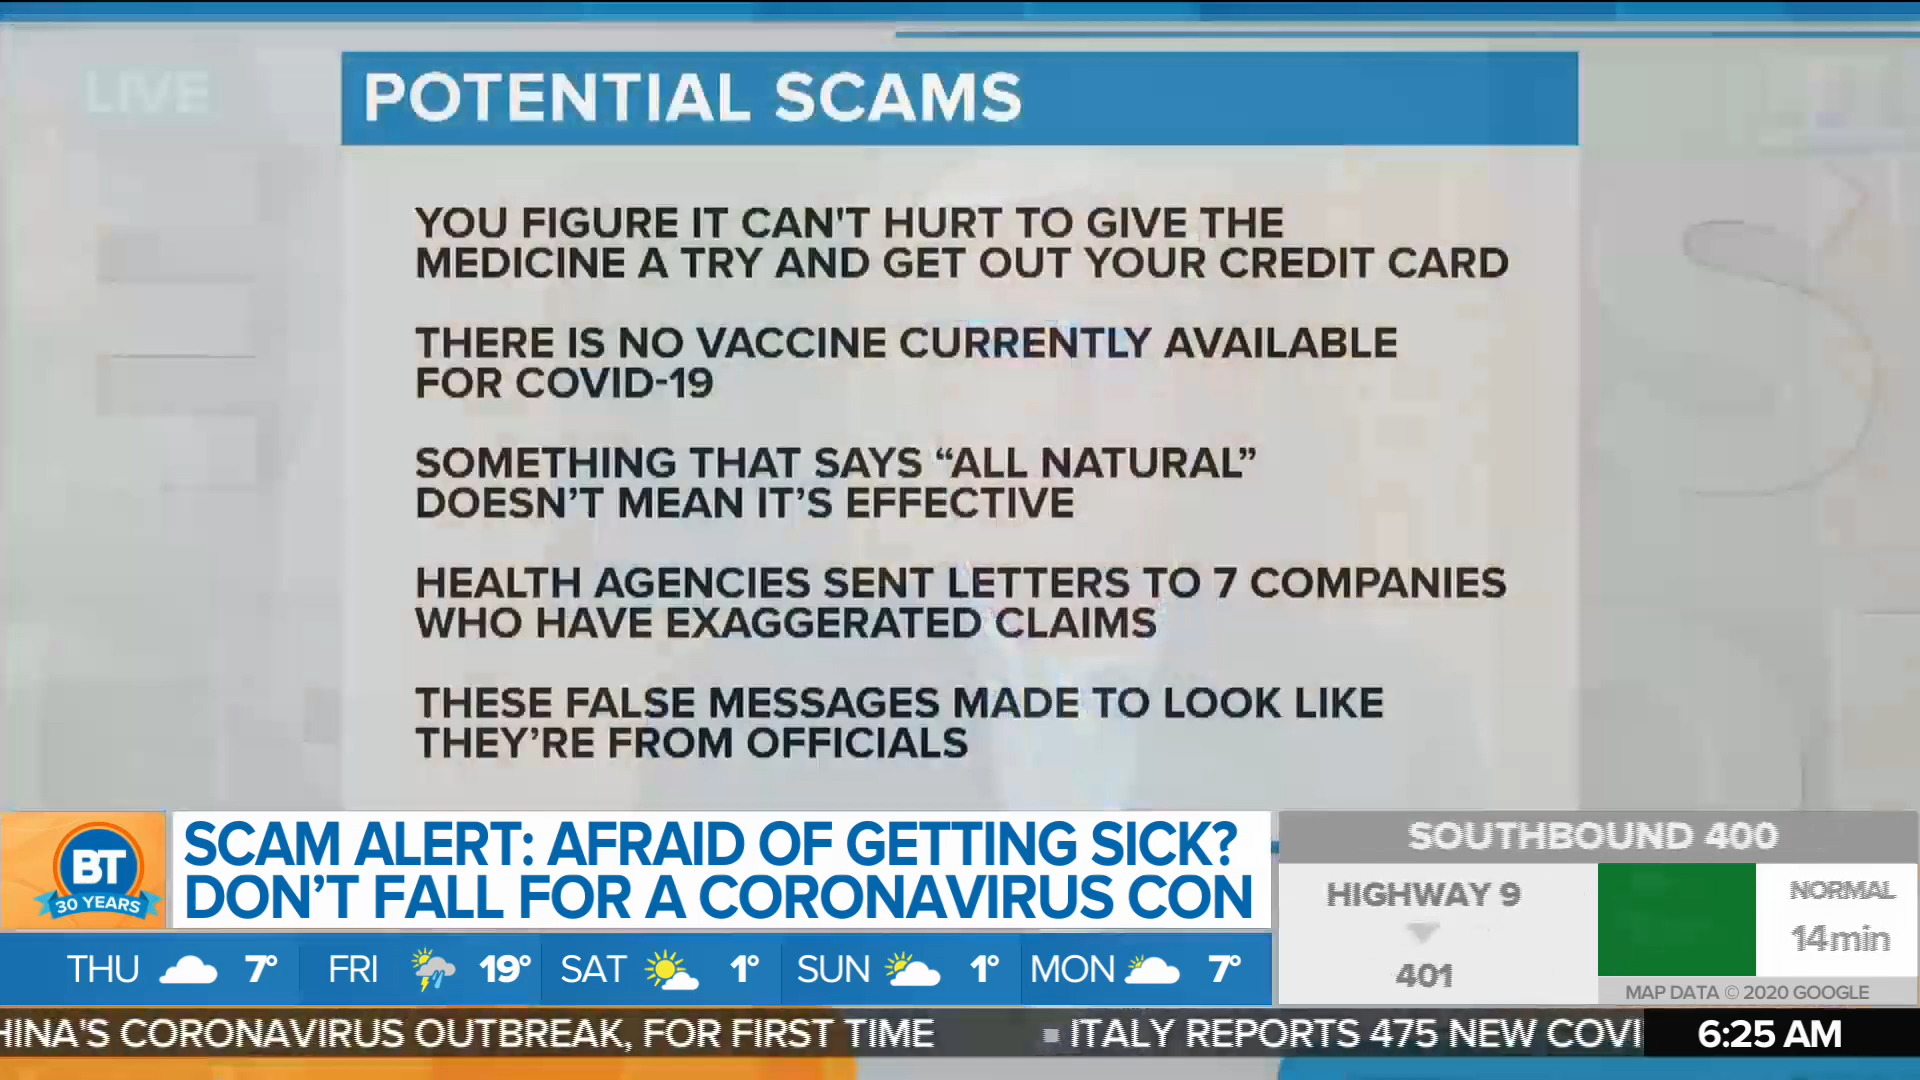 LIVE
POTENTIAL SCAMS
YOU FIGURE IT CAN'T HURT TO GIVE THE
MEDICINE A TRY AND GET OUT YOUR CREDIT CARD
THERE IS NO VACCINE CURRENTLY AVAILABLE
FOR COVID-19
SOMETHING THAT SAYS “ALL NATURAL”
DOESN’T MEAN IT’S EFFECTIVE
HEALTH AGENCIES SENT LETTERS TO 7 COMPANIES
WHO HAVE EXAGGERATED CLAIMS
THESE FALSE MESSAGES MADE TO LOOK LIKE
THEY’RE FROM OFFICIALS
BT
30 YEARS
SCAM ALERT: AFRAID OF GETTING SICK?
DON’T FALL FOR A CORONAVIRUS CON
SOUTHBOUND 400
HIGHWAY 9
401
NORMAL
14min
MAP DATA © 2020 GOOGLE
THU 7° FRI 19° SAT 1° SUN 1° MON 7°
HINA'S CORONAVIRUS OUTBREAK, FOR FIRST TIME ▪ ITALY REPORTS 475 NEW COVI
6:25 AM